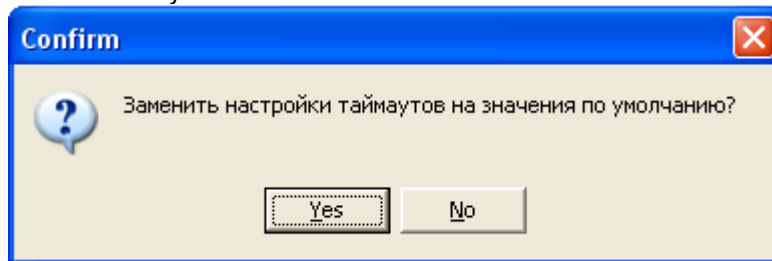 Confirm
Заменить настройки таймаутов на значения по умолчанию?
Yes
No